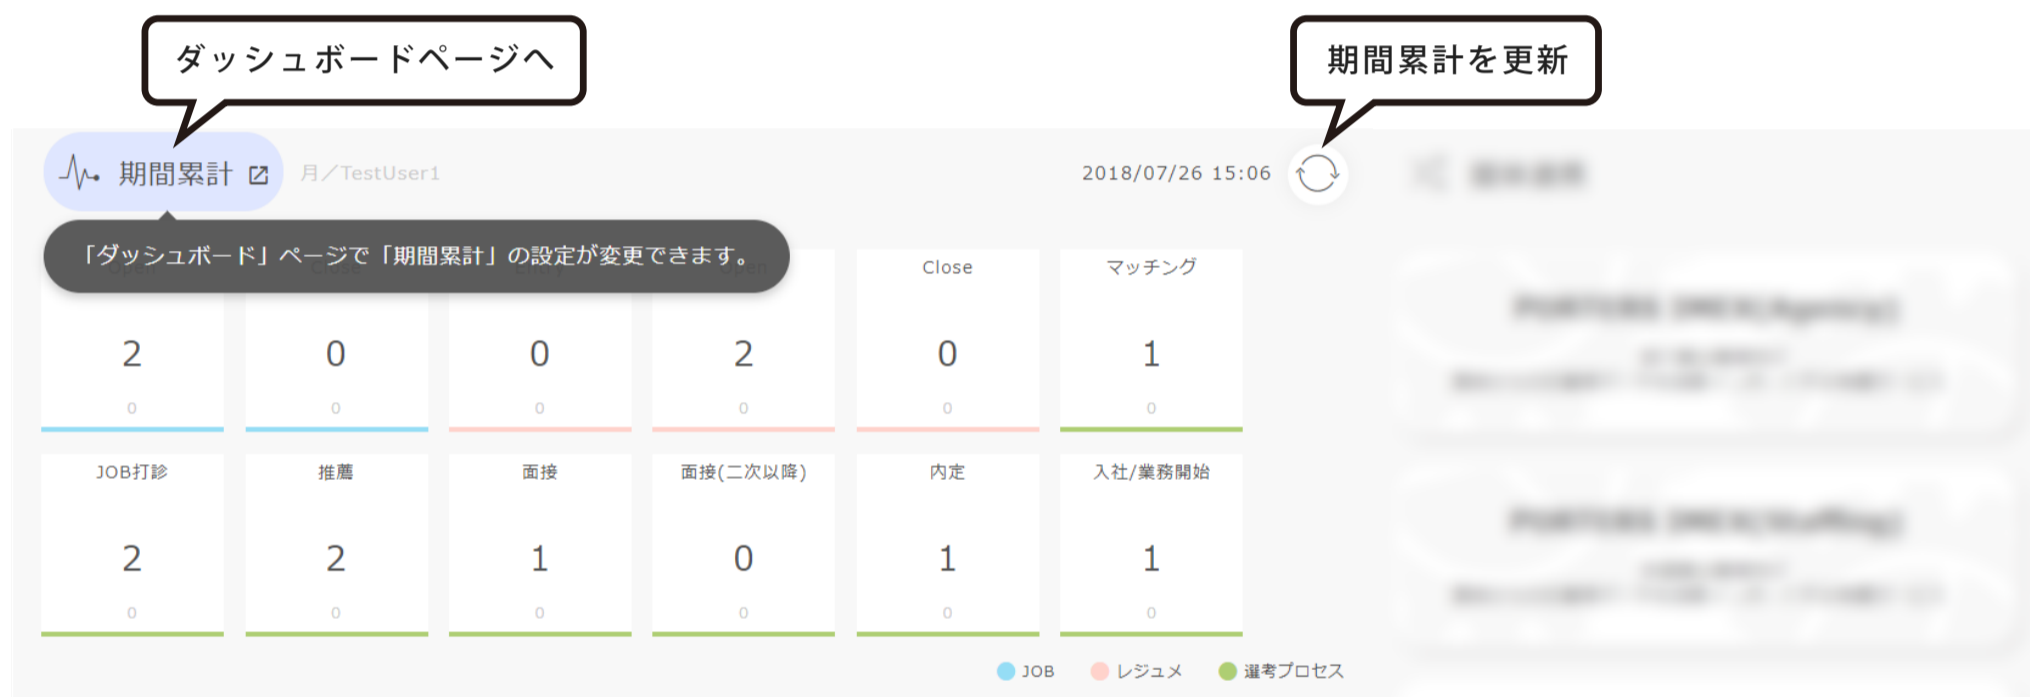 ダッシュボードページへ
期間累計を更新
期間累計
月／TestUser1
2018/07/26 15:06
「ダッシュボード」ページで「期間累計」の設定が変更できます。
Close
マッチング
2
0
0
2
0
1
0
0
0
0
0
0
JOB打診
推薦
面接
面接(二次以降)
内定
入社/業務開始
2
2
1
0
1
1
0
0
0
0
0
0
JOB
レジュメ
選考プロセス